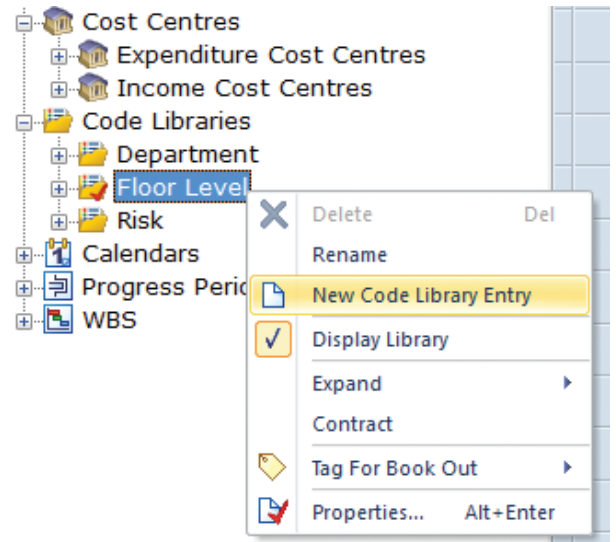 Cost Centres
Expenditure Cost Centres
Income Cost Centres
Code Libraries
Department
Floor Level
Risk
Calendars
Progress Peri
WBS
Delete Del
Rename
New Code Library Entry
Display Library
Expand
Contract
Tag For Book Out
Properties... Alt+Enter